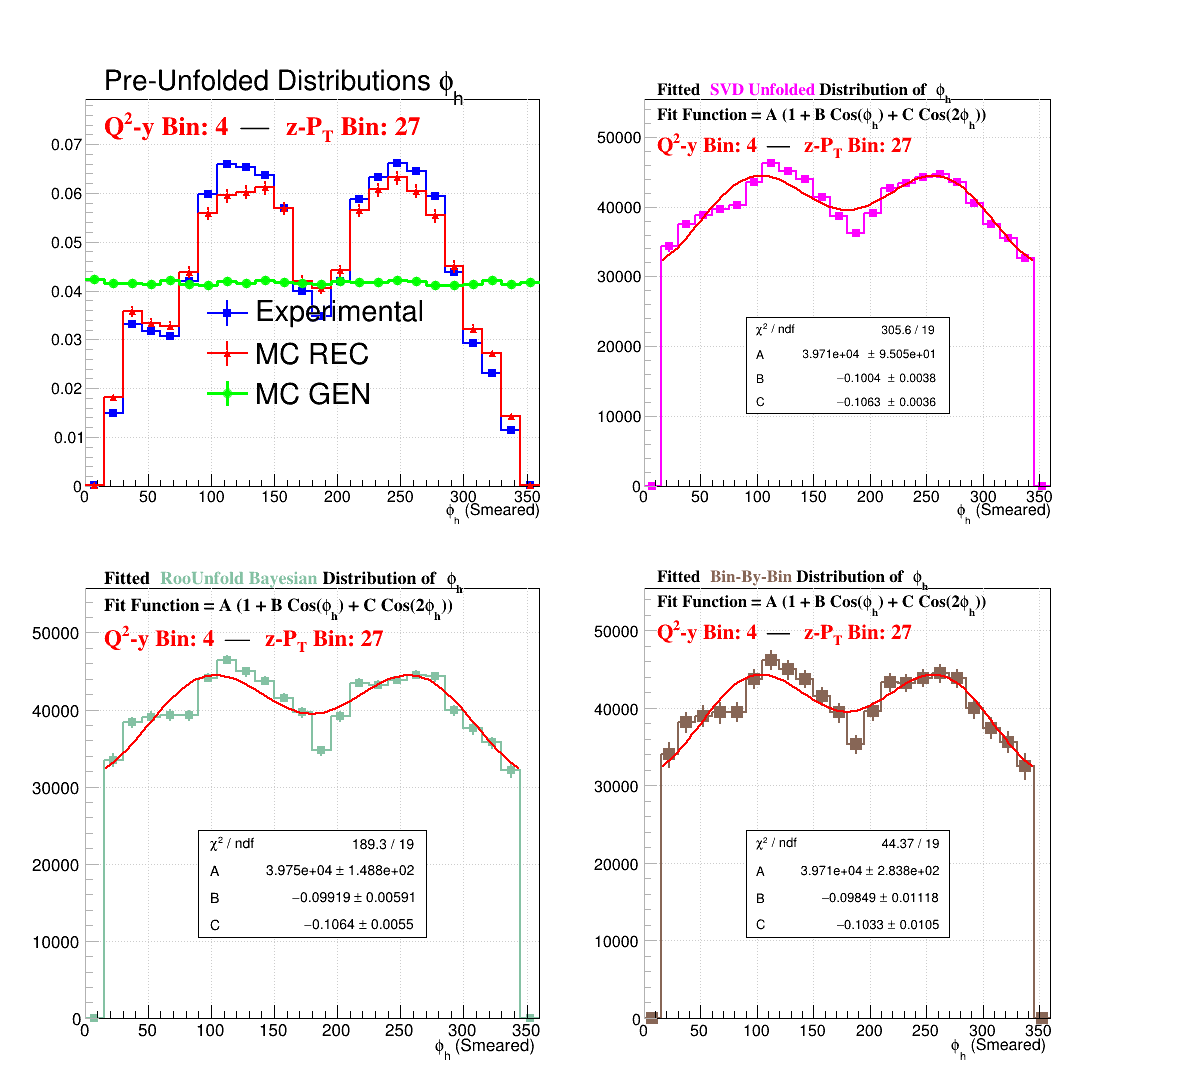 Pre-Unfolded Distributions ϕh
Q²-y Bin: 4 — z-PT Bin: 27
0.07
0.06
0.05
0.04
0.03
0.02
0.01
0
Experimental
MC REC
MC GEN
0 50 100 150 200 250 300 350
ϕh (Smeared)
Fitted SVD Unfolded Distribution of ϕh
Fit Function = A (1 + B Cos(ϕh) + C Cos(2ϕh))
Q²-y Bin: 4 — z-PT Bin: 27
50000
40000
30000
20000
10000
0
χ² / ndf 305.6 / 19
A 3.971e+04 ± 9.505e+01
B −0.1004 ± 0.0038
C −0.1063 ± 0.0036
0 50 100 150 200 250 300 350
ϕh (Smeared)
Fitted RooUnfold Bayesian Distribution of ϕh
Fit Function = A (1 + B Cos(ϕh) + C Cos(2ϕh))
Q²-y Bin: 4 — z-PT Bin: 27
50000
40000
30000
20000
10000
0
χ² / ndf 189.3 / 19
A 3.975e+04 ± 1.488e+02
B −0.09919 ± 0.00591
C −0.1064 ± 0.0055
0 50 100 150 200 250 300 350
ϕh (Smeared)
Fitted Bin-By-Bin Distribution of ϕh
Fit Function = A (1 + B Cos(ϕh) + C Cos(2ϕh))
Q²-y Bin: 4 — z-PT Bin: 27
50000
40000
30000
20000
10000
0
χ² / ndf 44.37 / 19
A 3.971e+04 ± 2.838e+02
B −0.09849 ± 0.01118
C −0.1033 ± 0.0105
0 50 100 150 200 250 300 350
ϕh (Smeared)